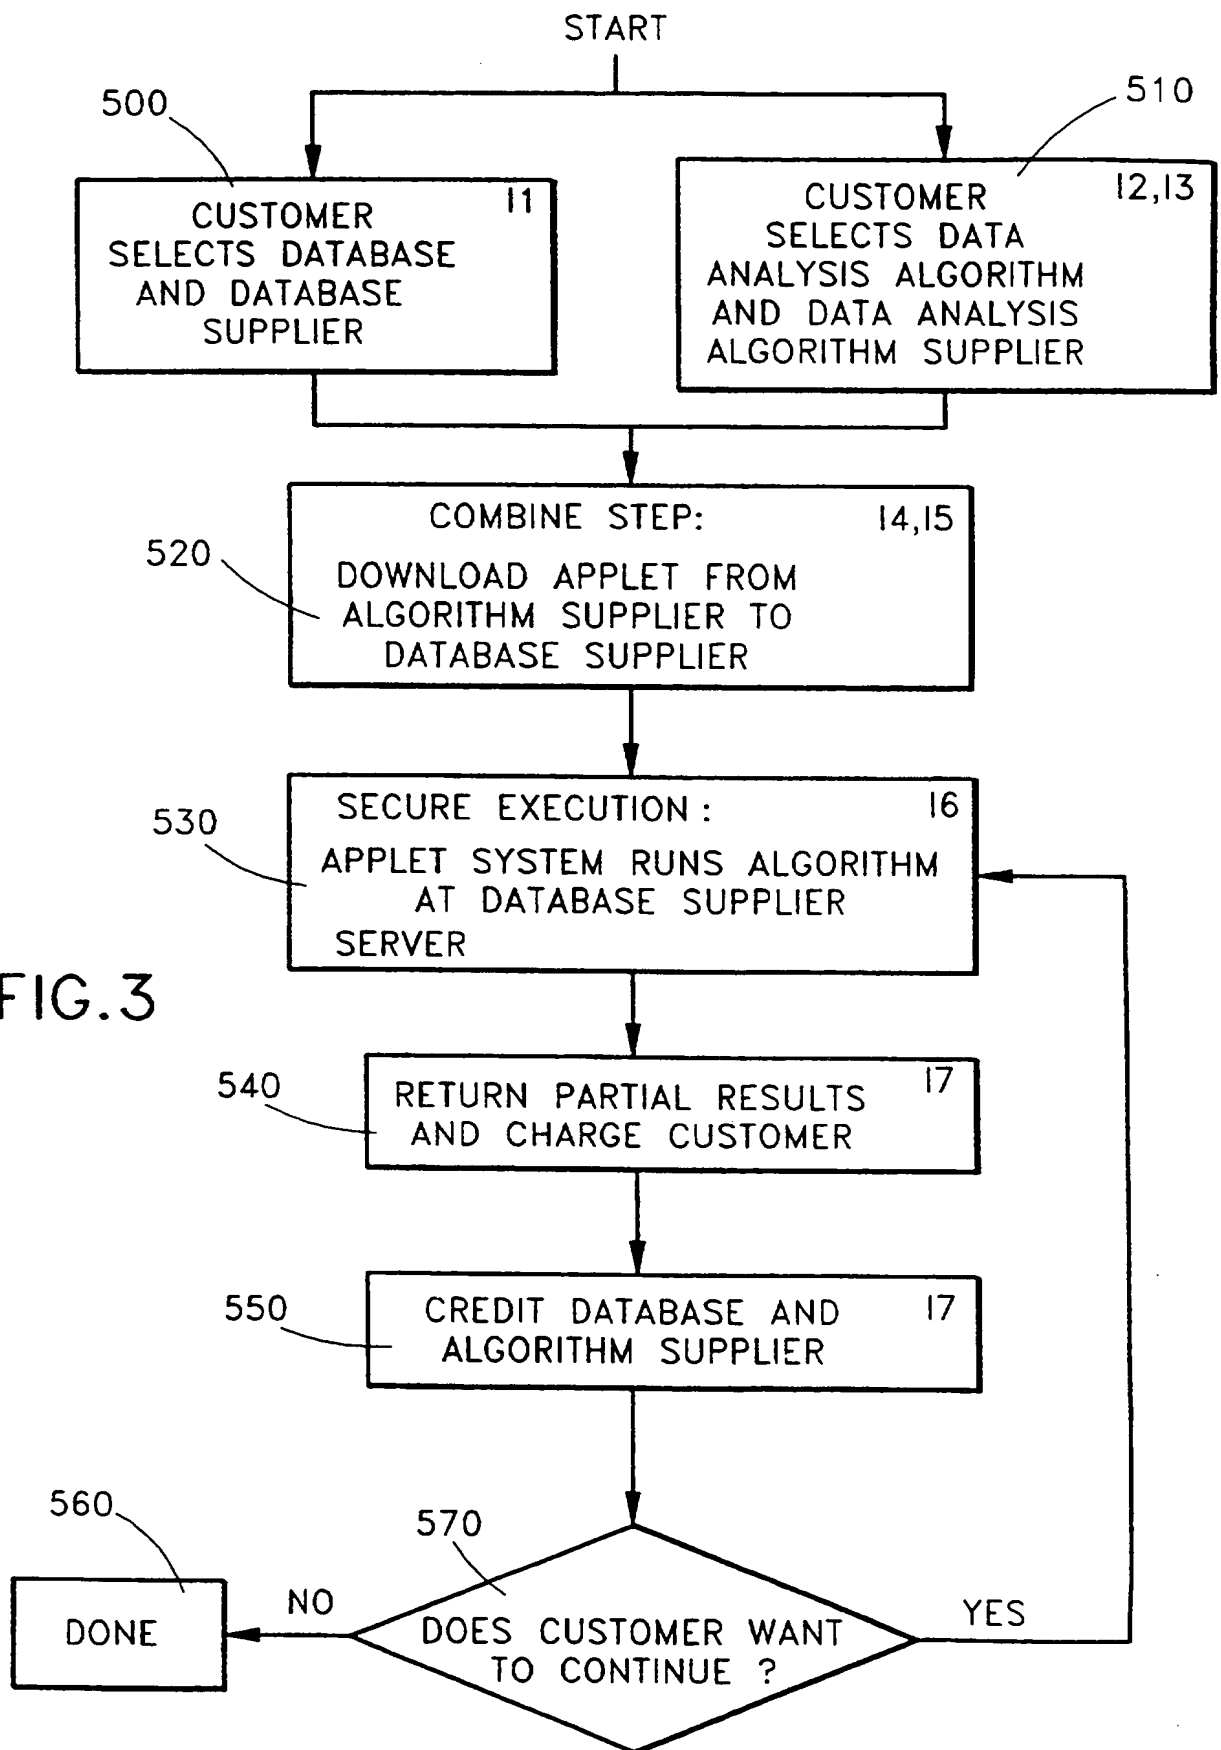 START
500
510
11
CUSTOMER
SELECTS DATABASE
AND DATABASE
SUPPLIER
12,13
CUSTOMER
SELECTS DATA
ANALYSIS ALGORITHM
AND DATA ANALYSIS
ALGORITHM SUPPLIER
520
COMBINE STEP:
14,15
DOWNLOAD APPLET FROM
ALGORITHM SUPPLIER TO
DATABASE SUPPLIER
530
SECURE EXECUTION:
16
APPLET SYSTEM RUNS ALGORITHM
AT DATABASE SUPPLIER
SERVER
FIG.3
540
17
RETURN PARTIAL RESULTS
AND CHARGE CUSTOMER
550
17
CREDIT DATABASE AND
ALGORITHM SUPPLIER
560
DONE
NO
570
DOES CUSTOMER WANT
TO CONTINUE ?
YES